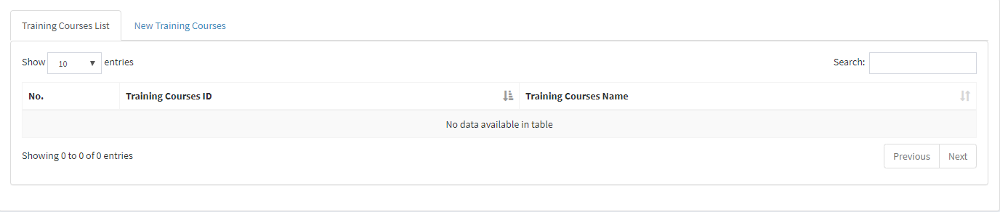 Training Courses List New Training Courses
Show 10 entries Search:
No. Training Courses ID Training Courses Name
No data available in table
Showing 0 to 0 of 0 entries Previous Next